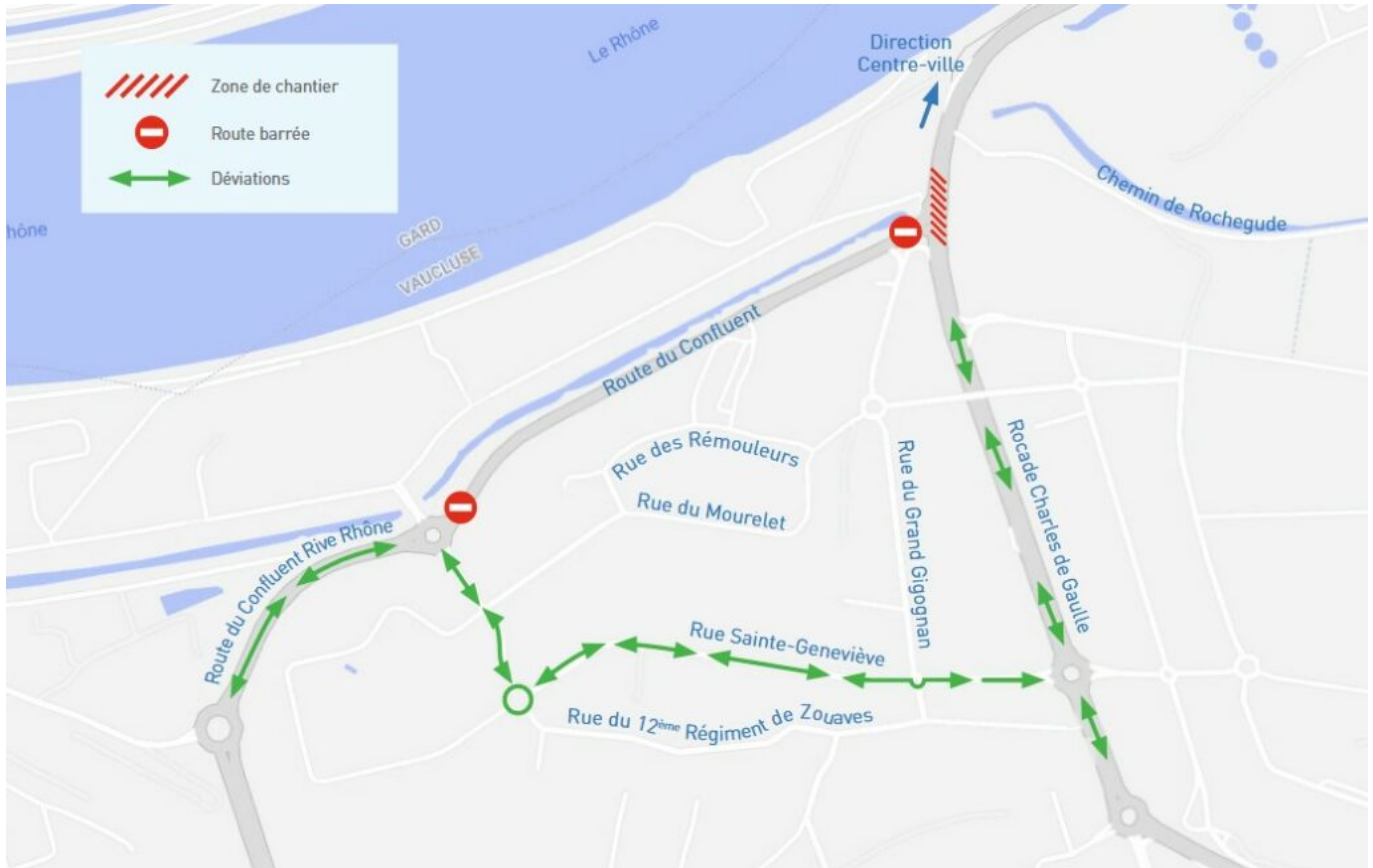 Le Rhône
Direction
Centre-ville
Zone de chantier
Route barrée
Déviations
hône
GARD
VAUCLUSE
Chemin de Rochegude
Route du Confluent
Rue des Rémouleurs
Rue du Mourelet
Rue du Grand Gigognan
Rocade Charles de Gaulle
Route du Confluent Rive Rhône
Rue Sainte-Geneviève
Rue du 12ème Régiment de Zouaves